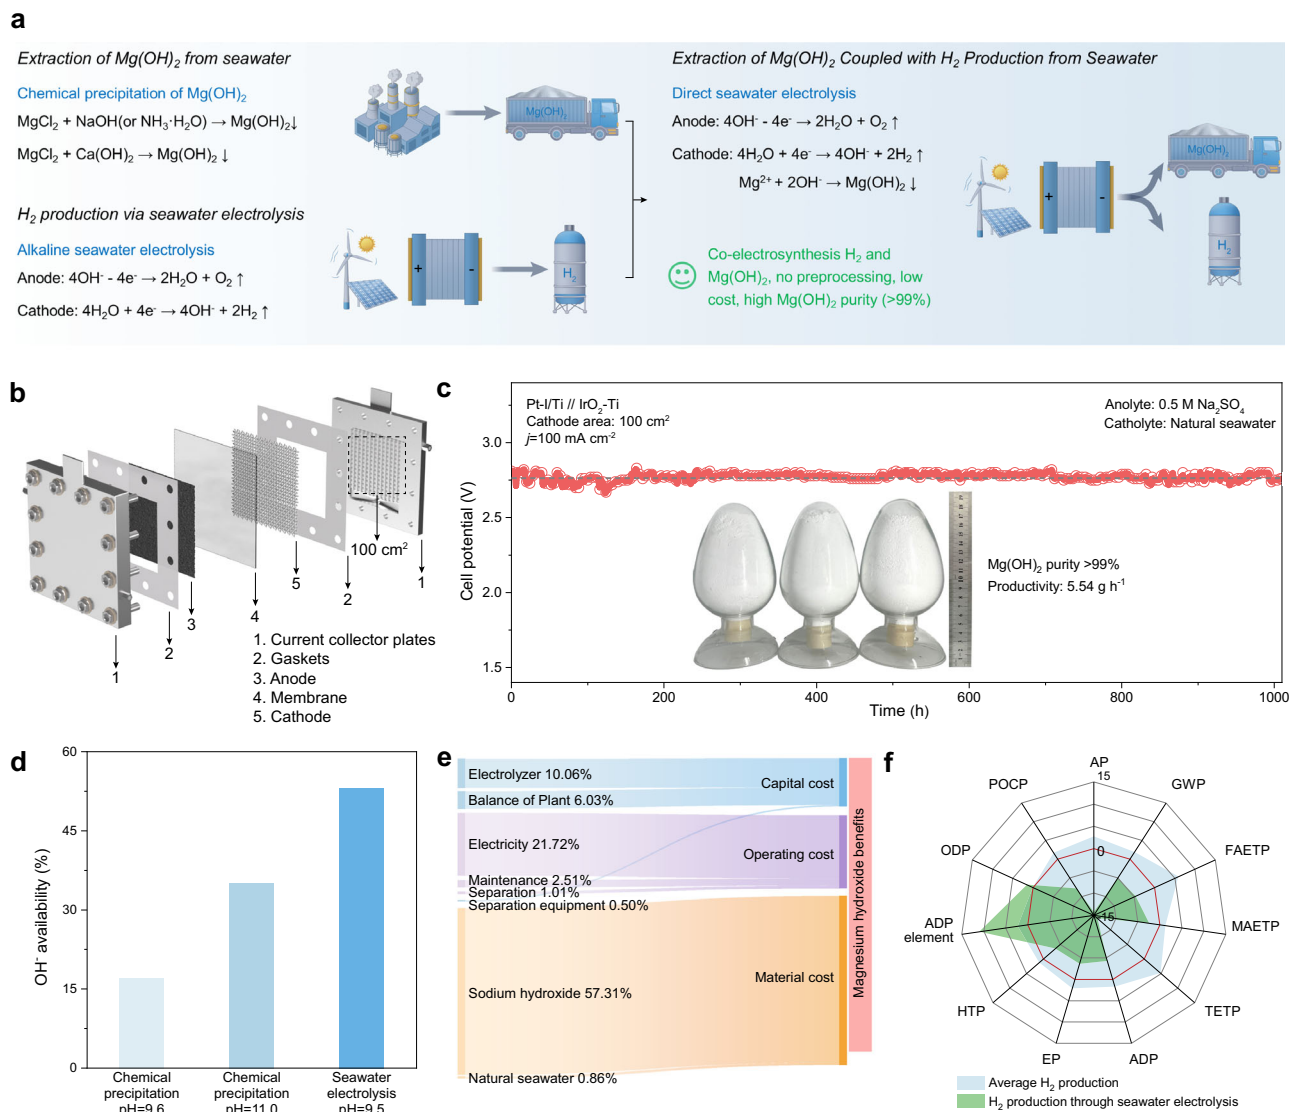 a
Extraction of Mg(OH)₂ from seawater
Chemical precipitation of Mg(OH)₂
MgCl₂ + NaOH(or NH₃·H₂O) → Mg(OH)₂↓
MgCl₂ + Ca(OH)₂ → Mg(OH)₂ ↓
Mg(OH)₂
H₂ production via seawater electrolysis
Alkaline seawater electrolysis
Anode: 4OH⁻ - 4e⁻ → 2H₂O + O₂ ↑
Cathode: 4H₂O + 4e⁻ → 4OH⁻ + 2H₂ ↑
+ -
H₂
Extraction of Mg(OH)₂ Coupled with H₂ Production from Seawater
Direct seawater electrolysis
Anode: 4OH⁻ - 4e⁻ → 2H₂O + O₂ ↑
Cathode: 4H₂O + 4e⁻ → 4OH⁻ + 2H₂ ↑
Mg²⁺ + 2OH⁻ → Mg(OH)₂ ↓
Mg(OH)₂
+ -
H₂
Co-electrosynthesis H₂ and
Mg(OH)₂, no preprocessing, low
cost, high Mg(OH)₂ purity (>99%)
b
100 cm²
1
2
3
4
5
2
1
1. Current collector plates
2. Gaskets
3. Anode
4. Membrane
5. Cathode
c
Pt-I/Ti // IrO₂-Ti
Cathode area: 100 cm²
j=100 mA cm⁻²
Anolyte: 0.5 M Na₂SO₄
Catholyte: Natural seawater
Mg(OH)₂ purity >99%
Productivity: 5.54 g h⁻¹
Cell potential (V)
3.0
2.5
2.0
1.5
0 200 400 600 800 1000
Time (h)
d
OH⁻ availability (%)
60
45
30
15
0
Chemical
precipitation
pH=9.6
Chemical
precipitation
pH=11.0
Seawater
electrolysis
pH=9.5
e
Electrolyzer 10.06%
Balance of Plant 6.03%
Electricity 21.72%
Maintenance 2.51%
Separation 1.01%
Separation equipment 0.50%
Sodium hydroxide 57.31%
Natural seawater 0.86%
Capital cost
Operating cost
Material cost
Magnesium hydroxide benefits
f
AP
15
0
-15
GWP
FAETP
MAETP
TETP
ADP
EP
HTP
ADP
element
ODP
POCP
Average H₂ production
H₂ production through seawater electrolysis